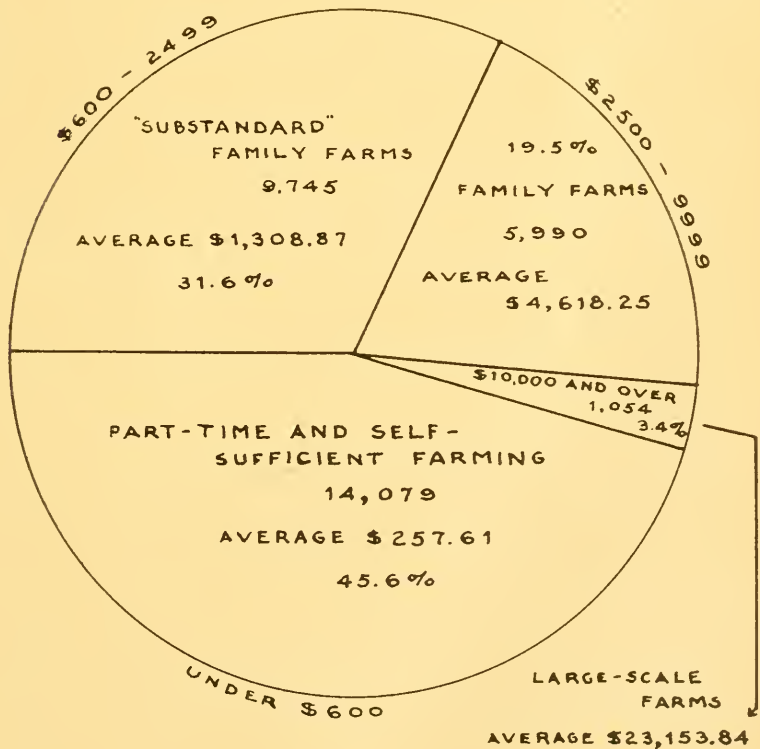 $600 - 2499
"SUBSTANDARD"
FAMILY FARMS
9,745
AVERAGE $1,308.87
31.6%
$2500 - 9999
19.5%
FAMILY FARMS
5,990
AVERAGE
$4,618.25
$10,000 AND OVER
1,054
3.4%
PART-TIME AND SELF-
SUFFICIENT FARMING
14,079
AVERAGE $257.61
45.6%
UNDER $600
LARGE-SCALE
FARMS
AVERAGE $23,153.84